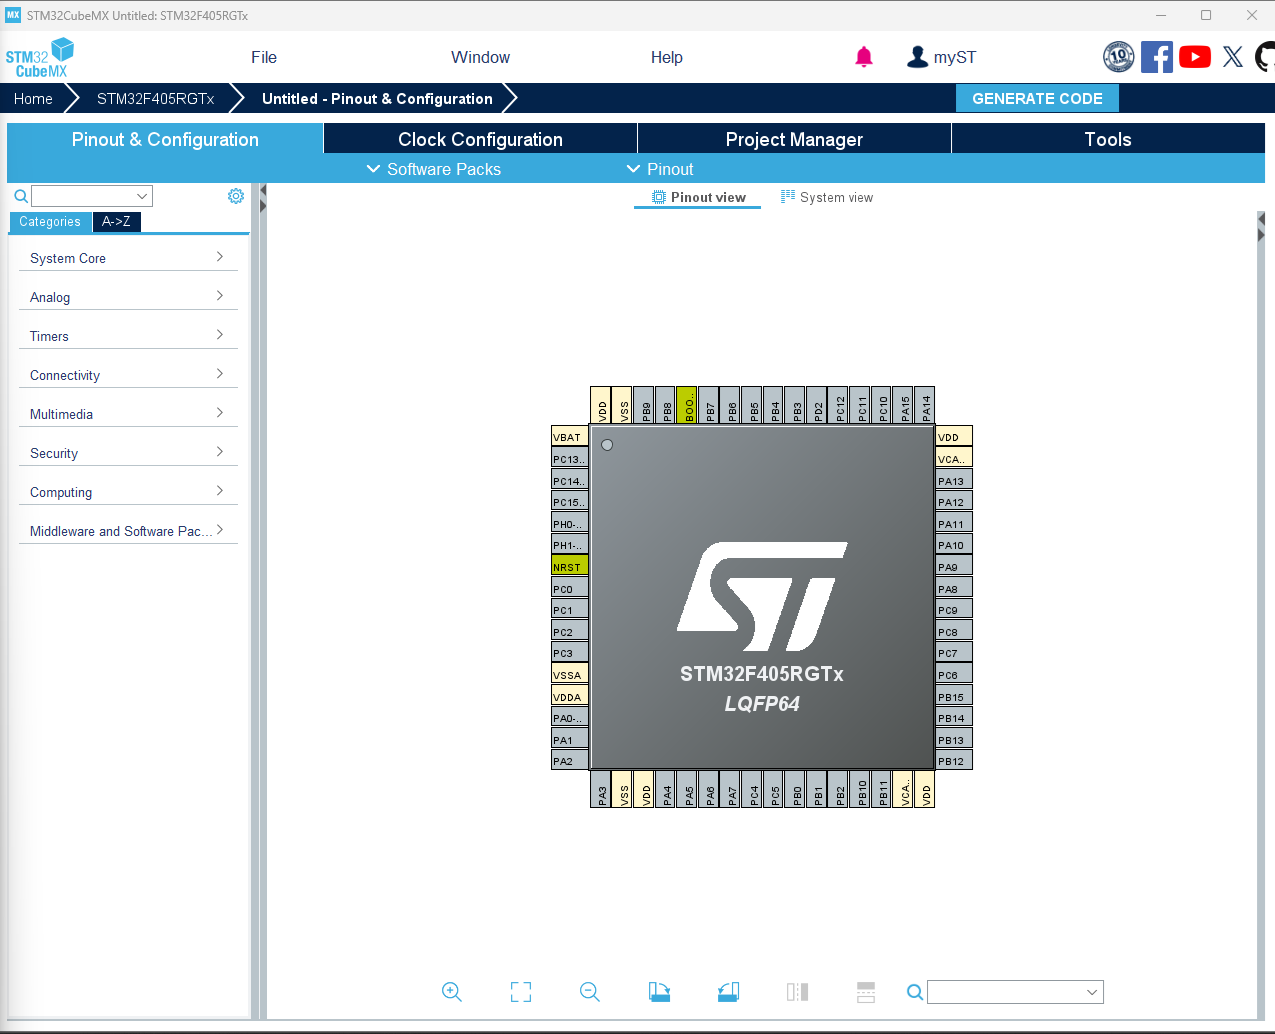 MX STM32CubeMX Untitled: STM32F405RGTx
STM32
CubeMX
File Window Help 10 myST
Home STM32F405RGTx Untitled - Pinout & Configuration GENERATE CODE
Pinout & Configuration Clock Configuration Project Manager Tools
Software Packs Pinout
Pinout view System view
Categories A->Z
System Core
Analog
Timers
Connectivity
Multimedia
Security
Computing
Middleware and Software Pac...
VDD VSS PB9 PB8 BOO.. PB7 PB6 PB5 PB4 PB3 PD2 PC12 PC11 PC10 PA15 PA14
VBAT
PC13..
PC14..
PC15..
PH0-..
PH1-..
NRST
PC0
PC1
PC2
PC3
VSSA
VDDA
PA0-..
PA1
PA2
ST
STM32F405RGTx
LQFP64
VDD
VCA..
PA13
PA12
PA11
PA10
PA9
PA8
PC9
PC8
PC7
PC6
PB15
PB14
PB13
PB12
PA3 VSS VDD PA4 PA5 PA6 PA7 PC4 PC5 PB0 PB1 PB2 PB10 PB11 VCA.. VDD